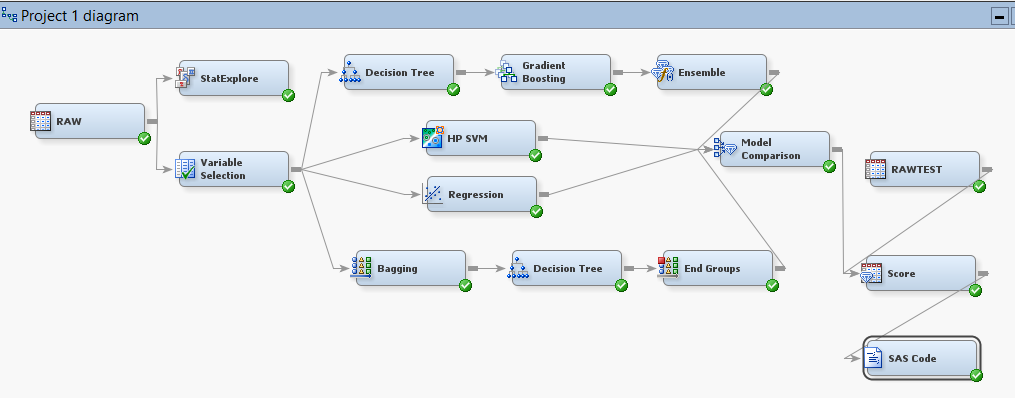 Project 1 diagram
StatExplore
RAW
Variable
Selection
Decision Tree
Gradient
Boosting
Ensemble
HP SVM
Regression
Bagging
Decision Tree
End Groups
Model
Comparison
RAWTEST
Score
SAS Code